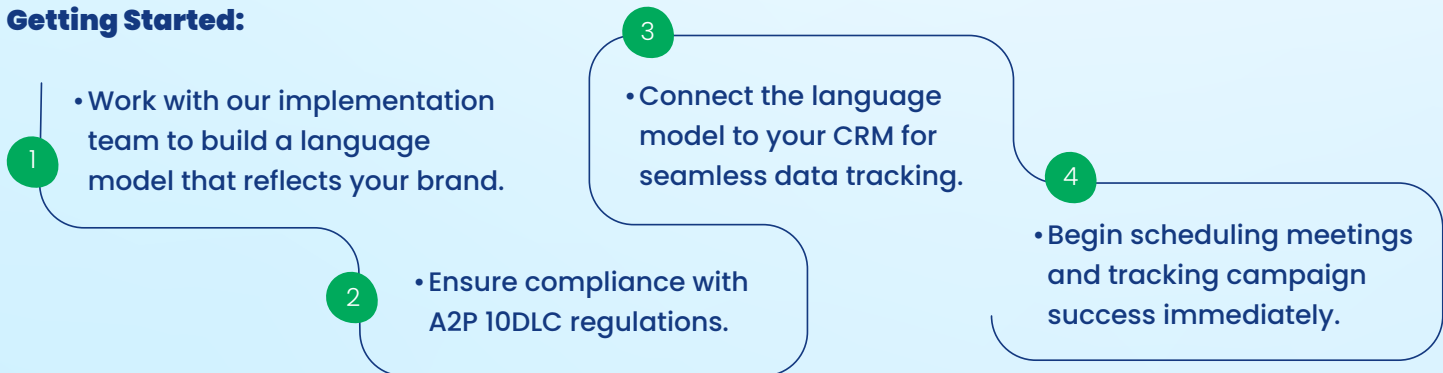 Getting Started:
1
• Work with our implementation
team to build a language
model that reflects your brand.
2
• Ensure compliance with
A2P 10DLC regulations.
3
• Connect the language
model to your CRM for
seamless data tracking.
4
• Begin scheduling meetings
and tracking campaign
success immediately.